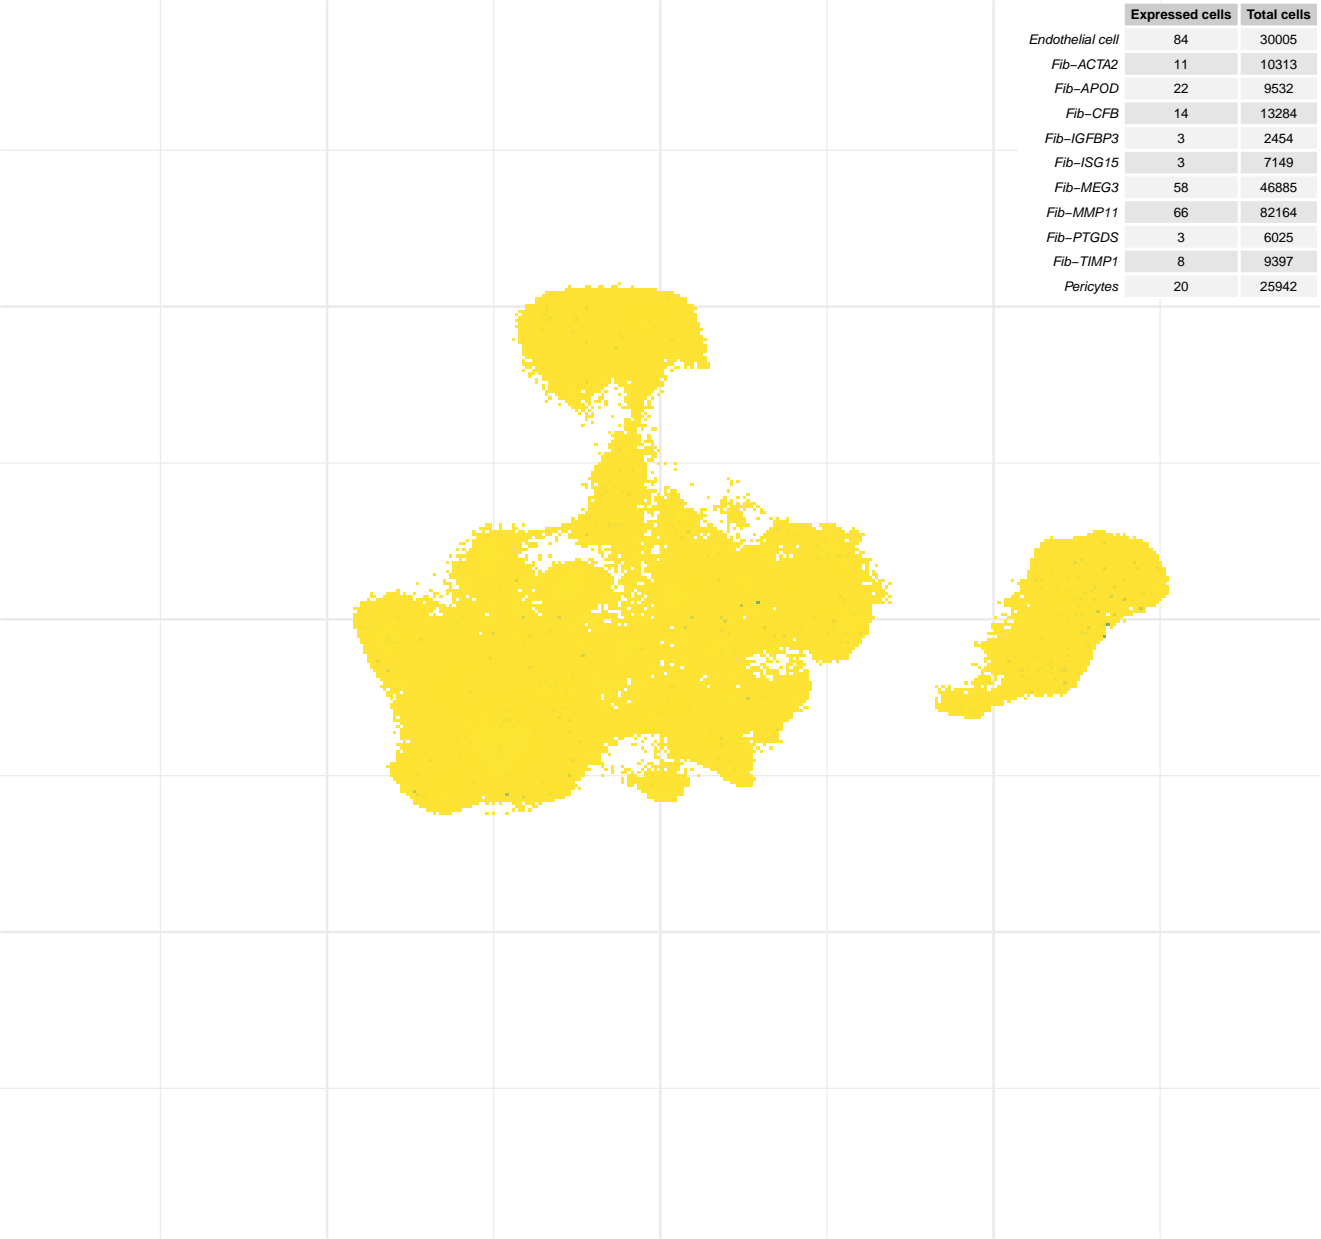 Expressed cells Total cells
Endothelial cell 84 30005
Fib−ACTA2 11 10313
Fib−APOD 22 9532
Fib−CFB 14 13284
Fib−IGFBP3 3 2454
Fib−ISG15 3 7149
Fib−MEG3 58 46885
Fib−MMP11 66 82164
Fib−PTGDS 3 6025
Fib−TIMP1 8 9397
Pericytes 20 25942